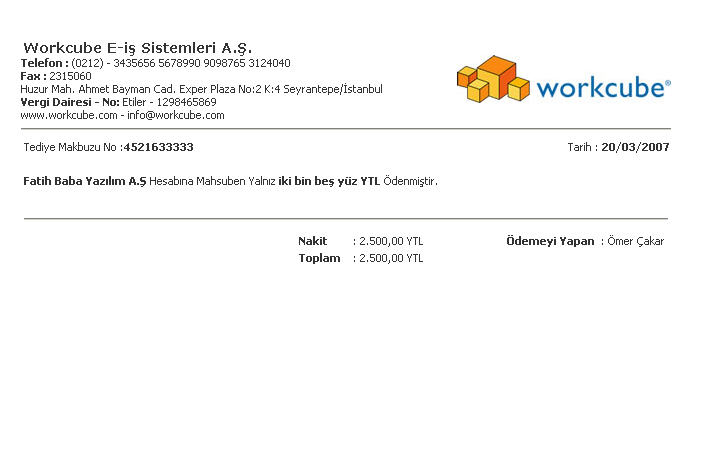 Workcube E-iş Sistemleri A.Ş.
Telefon : (0212) - 3435656 5678990 9098765 3124040
Fax : 2315060
Huzur Mah. Ahmet Bayman Cad. Exper Plaza No:2 K:4 Seyrantepe/İstanbul
Vergi Dairesi - No: Etiler - 1298465869
www.workcube.com - info@workcube.com
workcube®
Tediye Makbuzu No :4521633333 Tarih : 20/03/2007
Fatih Baba Yazılım A.Ş Hesabına Mahsuben Yalnız iki bin beş yüz YTL Ödenmiştir.
Nakit : 2.500,00 YTL Ödemeyi Yapan : Ömer Çakar
Toplam : 2.500,00 YTL